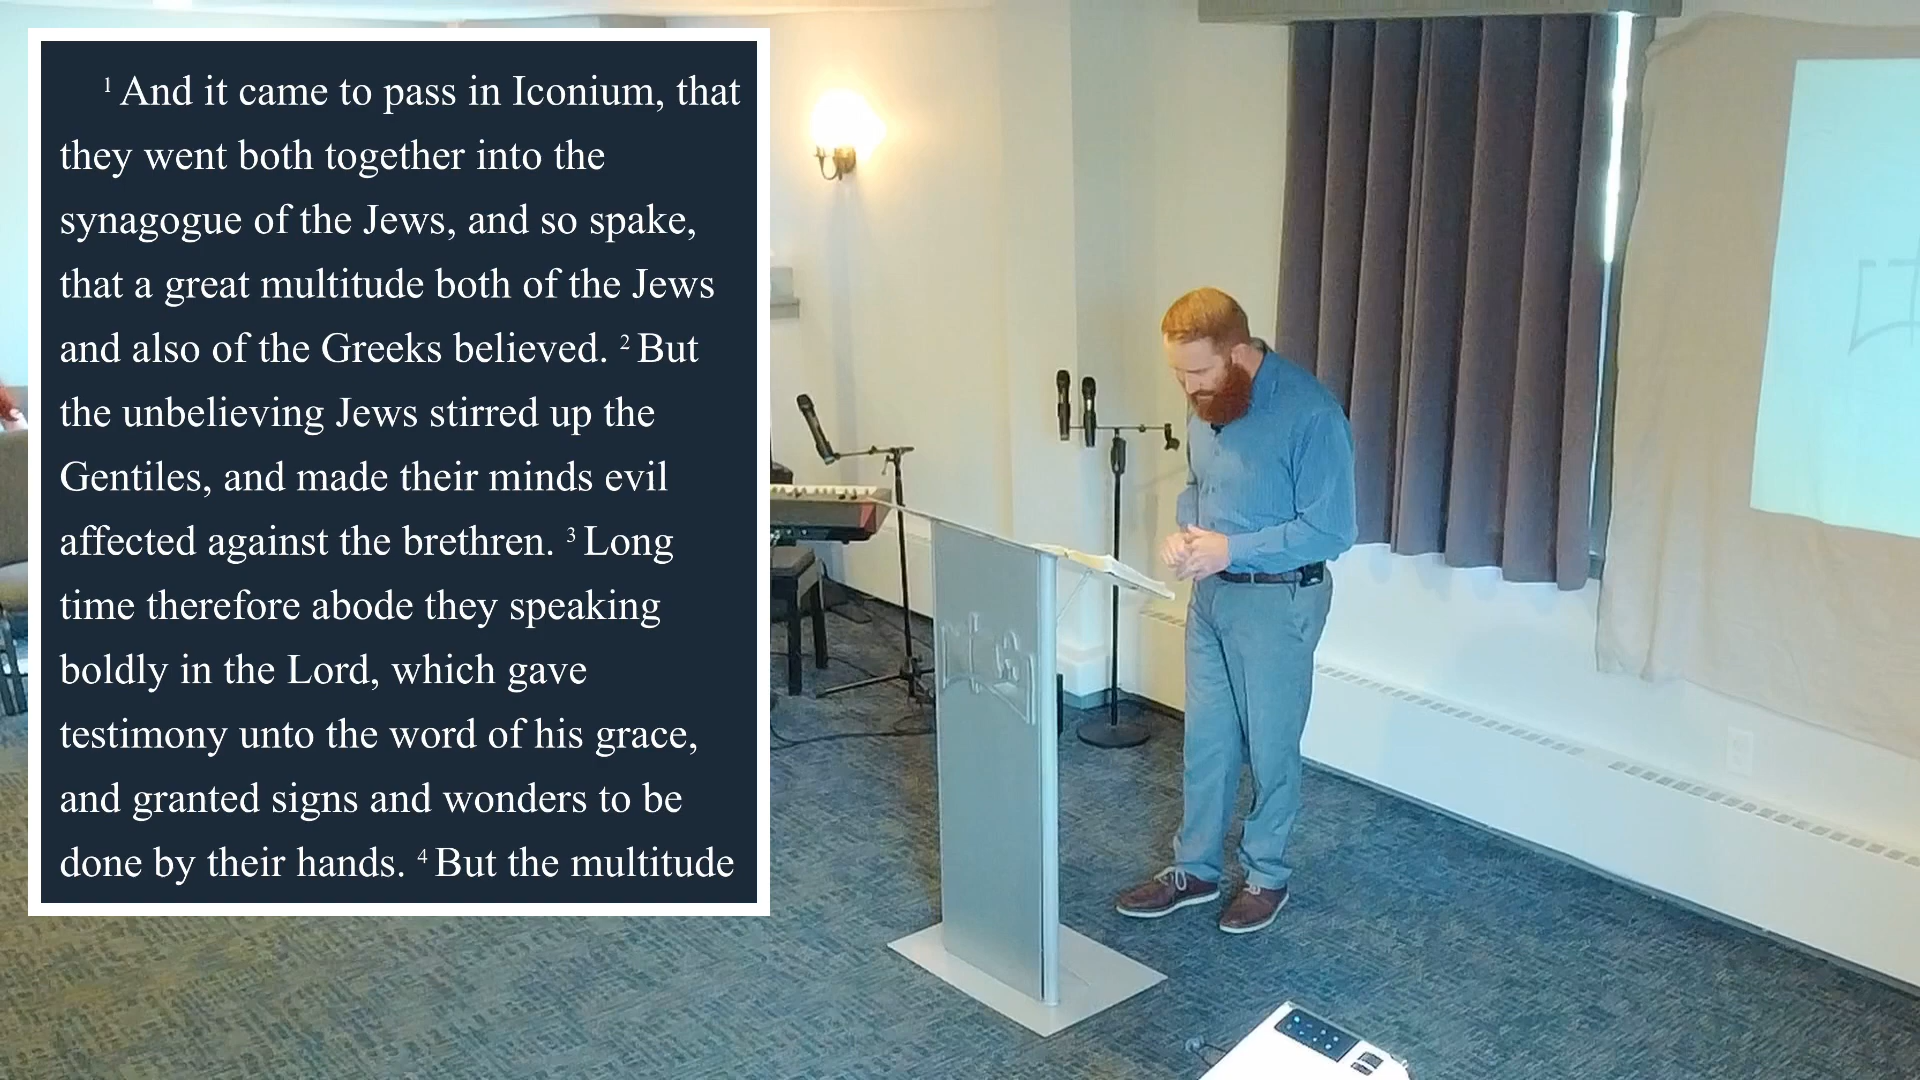 1 And it came to pass in Iconium, that
they went both together into the
synagogue of the Jews, and so spake,
that a great multitude both of the Jews
and also of the Greeks believed. 2 But
the unbelieving Jews stirred up the
Gentiles, and made their minds evil
affected against the brethren. 3 Long
time therefore abode they speaking
boldly in the Lord, which gave
testimony unto the word of his grace,
and granted signs and wonders to be
done by their hands. 4 But the multitude